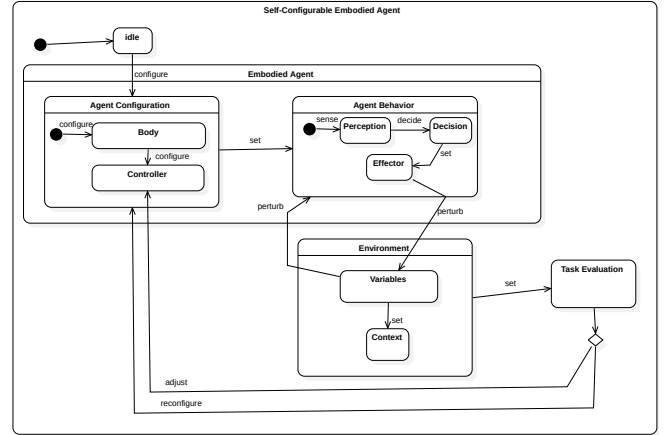 Self-Configurable Embodied Agent
idle
configure
Embodied Agent
Agent Configuration
configure
Body
configure
Controller
set
Agent Behavior
sense
Perception
decide
Decision
set
Effector
perturb
perturb
Environment
Variables
set
Context
set
Task Evaluation
adjust
reconfigure